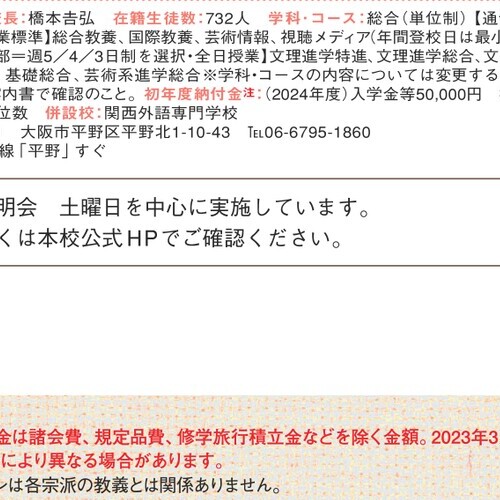 長:橋本𠮷弘 在籍生徒数:732人 学科・コース:総合(単位制)【通
業標準】総合教養、国際教養、芸術情報、視聴メディア(年間登校日は最小
部=週5/4/3日制を選択・全日授業】文理進学特進、文理進学総合、文
基礎総合、芸術系進学総合※学科・コースの内容については変更する
内書で確認のこと。初年度納付金注:(2024年度)入学金等50,000円
位数 併設校:関西外語専門学校
大阪市平野区平野北1-10-43 ℡06-6795-1860
線「平野」すぐ
明会 土曜日を中心に実施しています。
くは本校公式HPでご確認ください。
金は諸会費、規定品費、修学旅行積立金などを除く金額。2023年3
により異なる場合があります。
ンは各宗派の教義とは関係ありません。